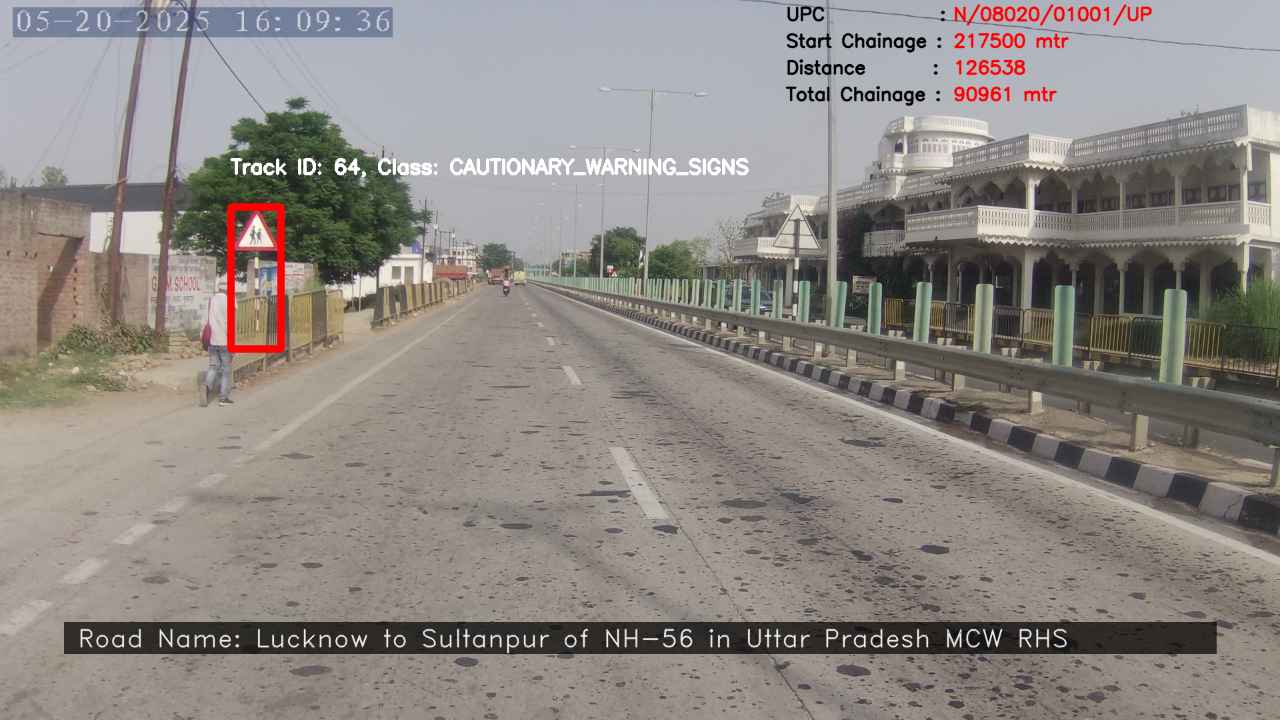 05-20-2025 16:09:36
UPC : N/08020/01001/UP
Start Chainage : 217500 mtr
Distance : 126538
Total Chainage : 90961 mtr
Track ID: 64, Class: CAUTIONARY_WARNING_SIGNS
SCHOOL
Road Name: Lucknow to Sultanpur of NH-56 in Uttar Pradesh MCW RHS